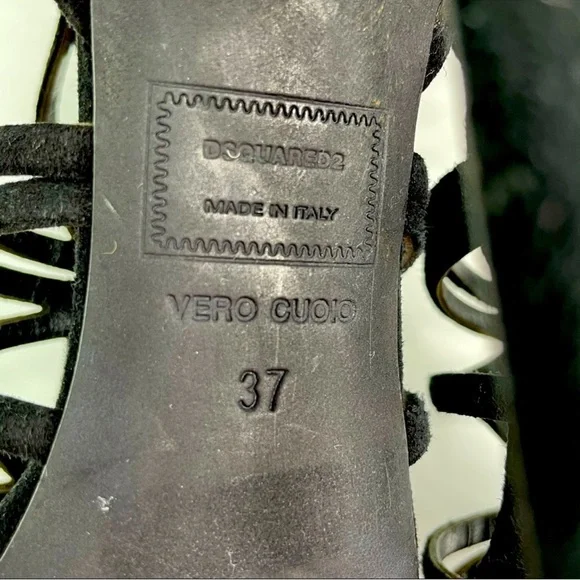 DSQUARED2
MADE IN ITALY
VERO CUOIO
37